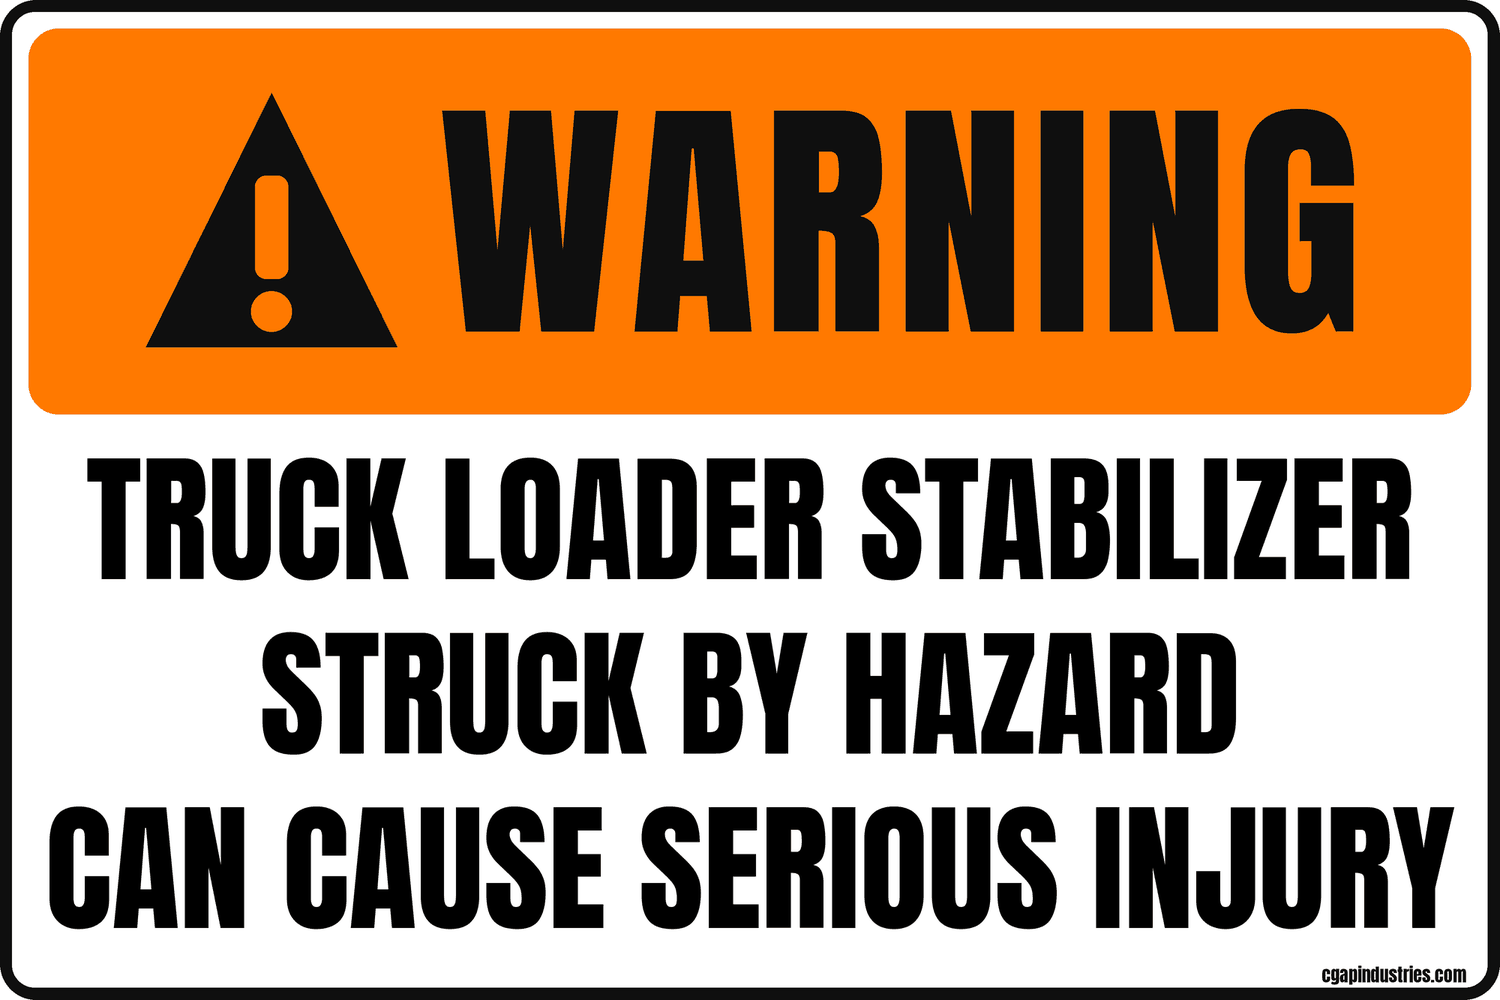 WARNING
TRUCK LOADER STABILIZER
STRUCK BY HAZARD
CAN CAUSE SERIOUS INJURY
cgapindustries.com